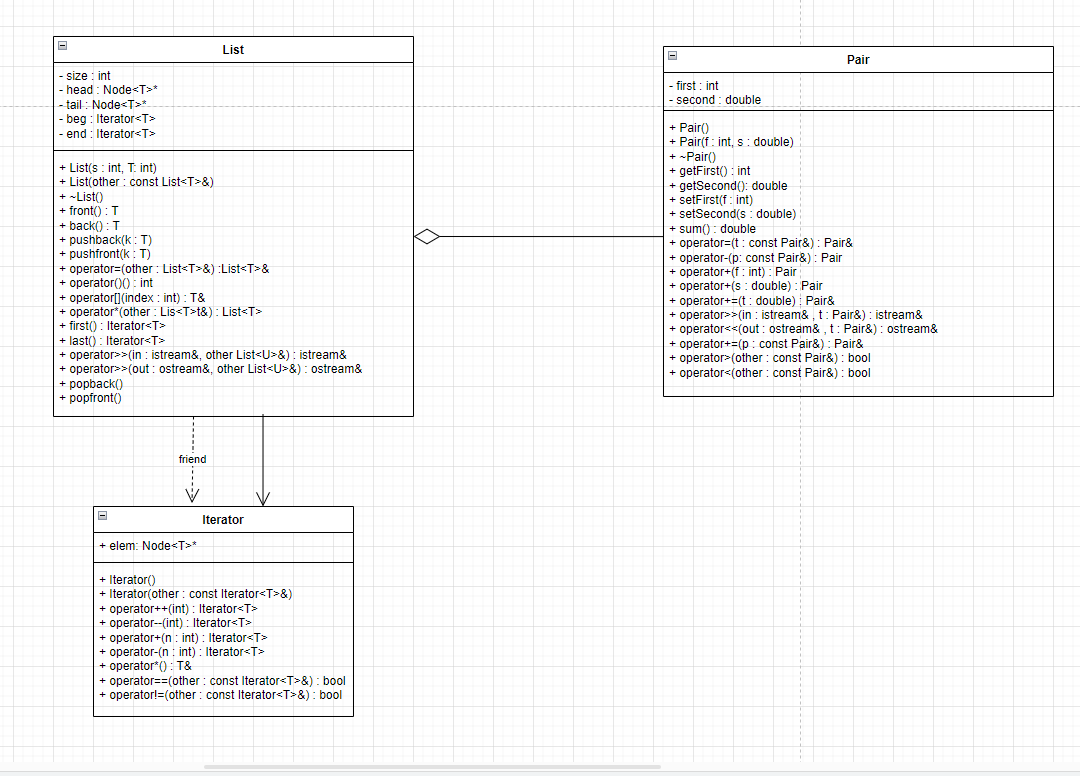 List
- size : int
- head : Node<T>*
- tail : Node<T>*
- beg : Iterator<T>
- end : Iterator<T>
+ List(s : int, T: int)
+ List(other : const List<T>&)
+ ~List()
+ front() : T
+ back() : T
+ pushback(k : T)
+ pushfront(k : T)
+ operator=(other : List<T>&) :List<T>&
+ operator()() : int
+ operator[](index : int) : T&
+ operator*(other : Lis<T>t&) : List<T>
+ first() : Iterator<T>
+ last() : Iterator<T>
+ operator>>(in : istream&, other List<U>&) : istream&
+ operator>>(out : ostream&, other List<U>&) : ostream&
+ popback()
+ popfront()
Pair
- first : int
- second : double
+ Pair()
+ Pair(f : int, s : double)
+ ~Pair()
+ getFirst() : int
+ getSecond(): double
+ setFirst(f : int)
+ setSecond(s : double)
+ sum() : double
+ operator=(t : const Pair&) : Pair&
+ operator-(p: const Pair&) : Pair
+ operator+(f : int) : Pair
+ operator+(s : double) : Pair
+ operator+=(t : double) : Pair&
+ operator>>(in : istream& , t : Pair&) : istream&
+ operator<<(out : ostream& , t : Pair&) : ostream&
+ operator+=(p : const Pair&) : Pair&
+ operator>(other : const Pair&) : bool
+ operator<(other : const Pair&) : bool
friend
Iterator
+ elem: Node<T>*
+ Iterator()
+ Iterator(other : const Iterator<T>&)
+ operator++(int) : Iterator<T>
+ operator--(int) : Iterator<T>
+ operator+(n : int) : Iterator<T>
+ operator-(n : int) : Iterator<T>
+ operator*() : T&
+ operator==(other : const Iterator<T>&) : bool
+ operator!=(other : const Iterator<T>&) : bool